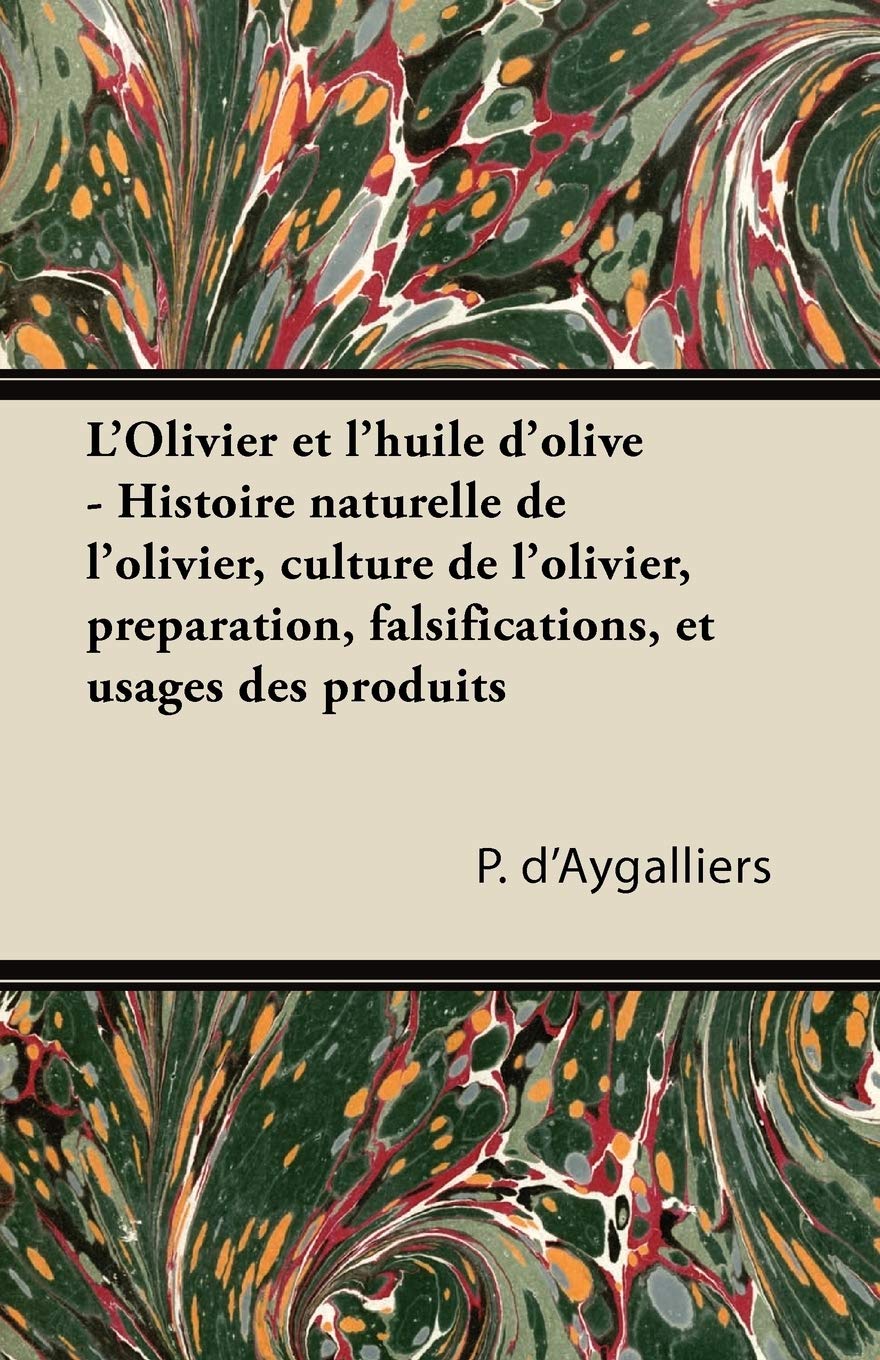 L’Olivier et l’huile d’olive
- Histoire naturelle de
l’olivier, culture de l’olivier,
preparation, falsifications, et
usages des produits
P. d’Aygalliers